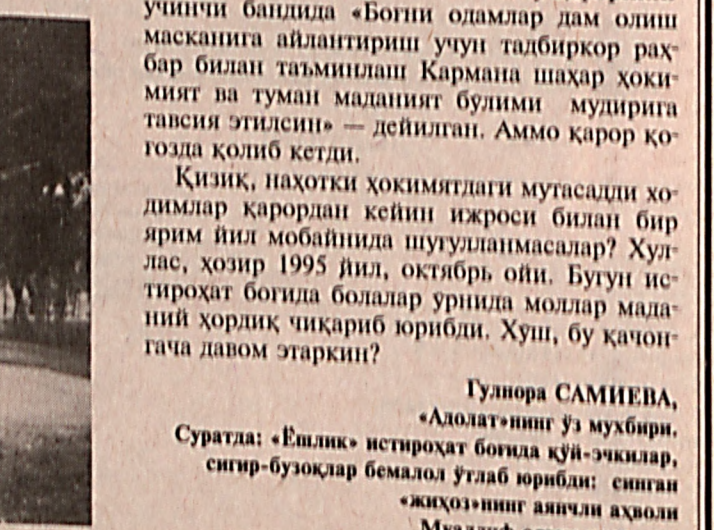 учинчи бандида «Боғни одамлар дам олиш
масканига айлантириш учун тадбиркор раҳ-
бар билан таъминлаш Кармана шаҳар ҳоки-
мият ва туман маданият бўлими мудирига
тавсия этилсин» — дейилган. Аммо қарор қо-
ғозда қолиб кетди.
Қизиқ, наҳотки ҳокимятдаги мутасадди хо-
димлар қарордан кейин ижроси билан бир
ярим йил мобайнида шуғулланмасалар? Хул-
лас, ҳозир 1995 йил, октябрь ойи. Бугун ис-
тироҳат боғида болалар ўрнида моллар мада-
ний ҳордиқ чиқариб юрибди. Хўш, бу қачон-
гача давом этаркин?
Гулнора САМИЕВА,
«Адолат»нинг ўз мухбири.
Суратда: «Ёшлик» истироҳат боғида қўй-эчкилар,
сигир-бузоқлар бемалол ўтлаб юрибди: синган
«жиҳоз»нинг аянчли аҳволи